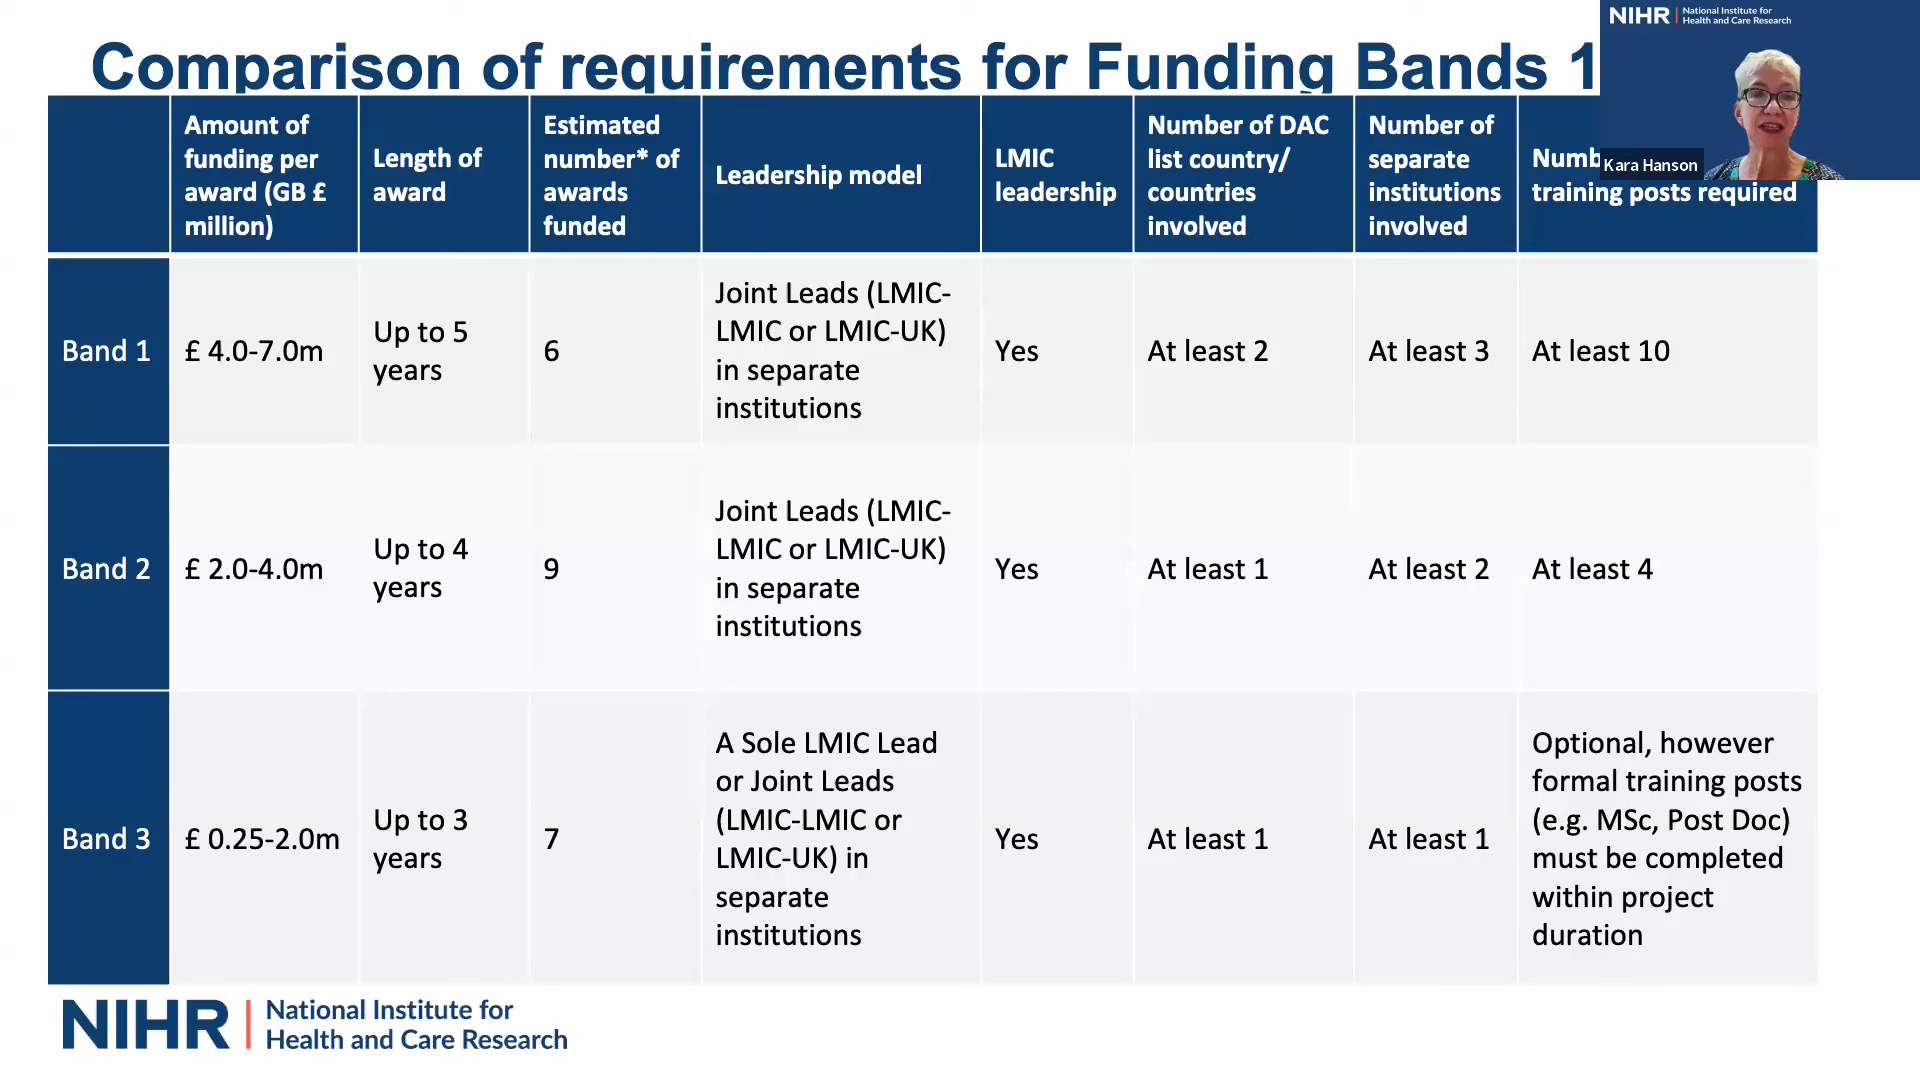 NIHR | National Institute for
Health and Care Research
Comparison of requirements for Funding Bands 1
Kara Hanson
Amount of
funding per
award (GB £
million)
Length of
award
Estimated
number* of
awards
funded
Leadership model
LMIC
leadership
Number of DAC
list country/
countries
involved
Number of
separate
institutions
involved
training posts required
Band 1
£ 4.0-7.0m
Up to 5
years
6
Joint Leads (LMIC-
LMIC or LMIC-UK)
in separate
institutions
Yes
At least 2
At least 3
At least 10
Band 2
£ 2.0-4.0m
Up to 4
years
9
Joint Leads (LMIC-
LMIC or LMIC-UK)
in separate
institutions
Yes
At least 1
At least 2
At least 4
Band 3
£ 0.25-2.0m
Up to 3
years
7
A Sole LMIC Lead
or Joint Leads
(LMIC-LMIC or
LMIC-UK) in
separate
institutions
Yes
At least 1
At least 1
Optional, however
formal training posts
(e.g. MSc, Post Doc)
must be completed
within project
duration
NIHR | National Institute for
Health and Care Research